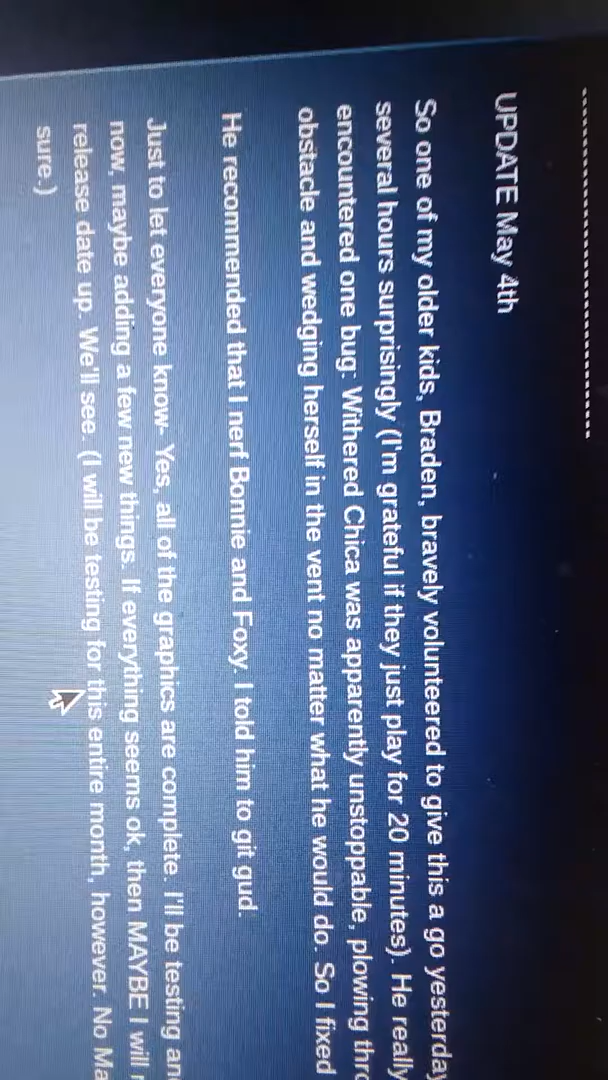 ------------------------------------
UPDATE May 4th
So one of my older kids, Braden, bravely volunteered to give this a go yesterday
several hours surprisingly (I'm grateful if they just play for 20 minutes). He really
encountered one bug: Withered Chica was apparently unstoppable, plowing thro
obstacle and wedging herself in the vent no matter what he would do. So I fixed
He recommended that I nerf Bonnie and Foxy. I told him to git gud.
Just to let everyone know- Yes, all of the graphics are complete. I'll be testing an
now, maybe adding a few new things. If everything seems ok, then MAYBE I will
release date up. We'll see. (I will be testing for this entire month, however. No Ma
sure.)